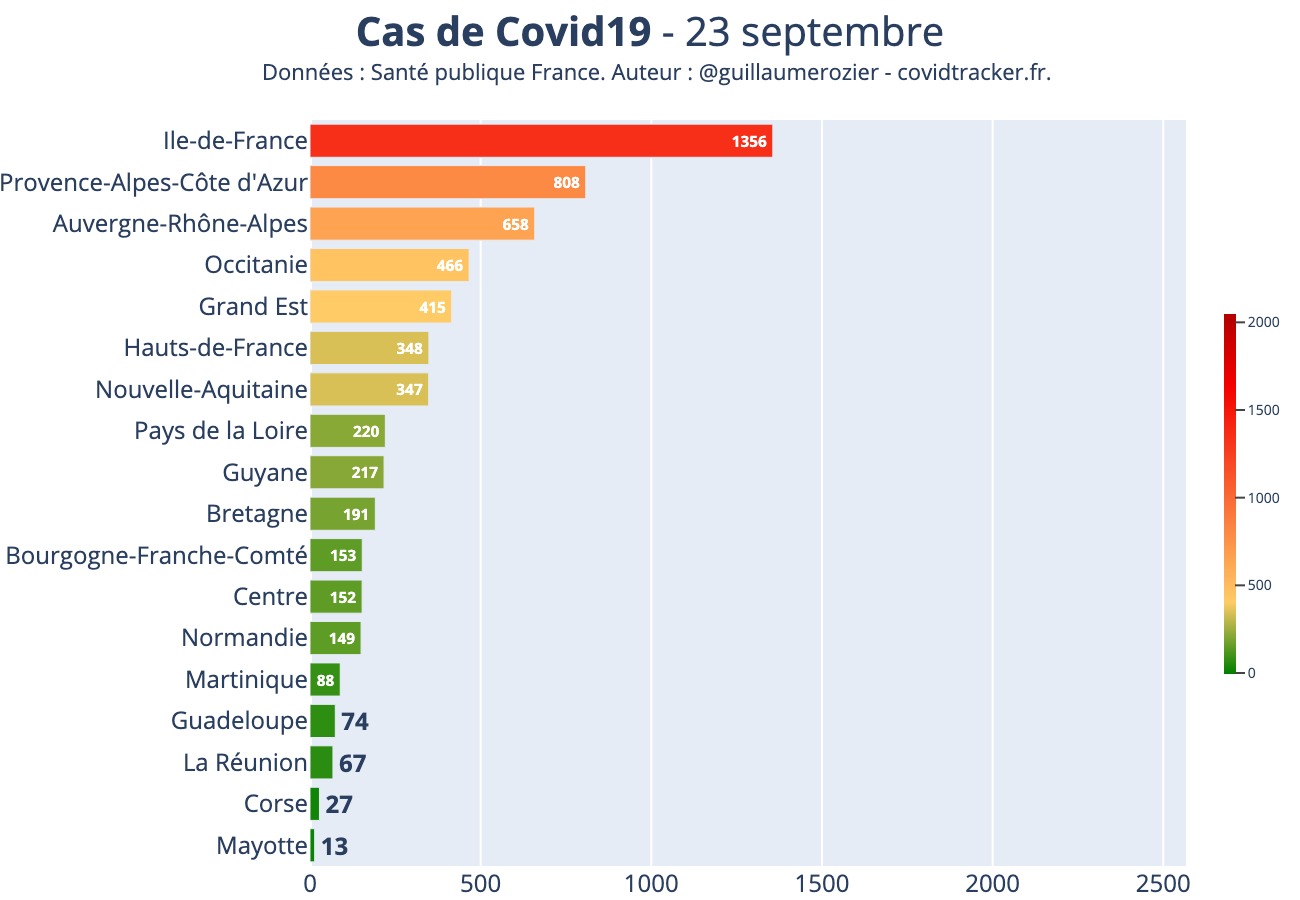 Cas de Covid19 - 23 septembre
Données : Santé publique France. Auteur : @guillaumerozier - covidtracker.fr.
Ile-de-France 1356
Provence-Alpes-Côte d'Azur 808
Auvergne-Rhône-Alpes 658
Occitanie 466
Grand Est 415
Hauts-de-France 348
Nouvelle-Aquitaine 347
Pays de la Loire 220
Guyane 217
Bretagne 191
Bourgogne-Franche-Comté 153
Centre 152
Normandie 149
Martinique 88
Guadeloupe 74
La Réunion 67
Corse 27
Mayotte 13
0 500 1000 1500 2000 2500
2000
1500
1000
500
0